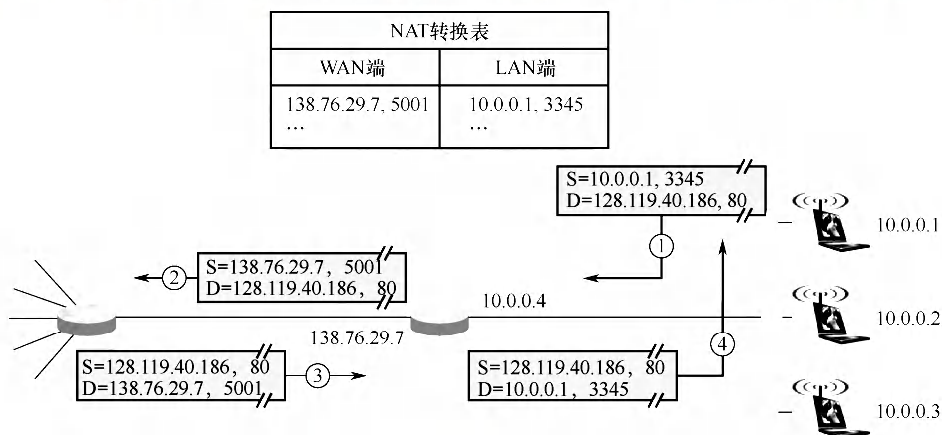 NAT转换表
WAN端 LAN端
138.76.29.7, 5001 10.0.0.1, 3345
… …
S=10.0.0.1, 3345
D=128.119.40.186, 80
①
10.0.0.1
②
S=138.76.29.7, 5001
D=128.119.40.186, 80
10.0.0.4
10.0.0.2
138.76.29.7
④
S=128.119.40.186, 80
D=138.76.29.7, 5001
③
S=128.119.40.186, 80
D=10.0.0.1, 3345
10.0.0.3